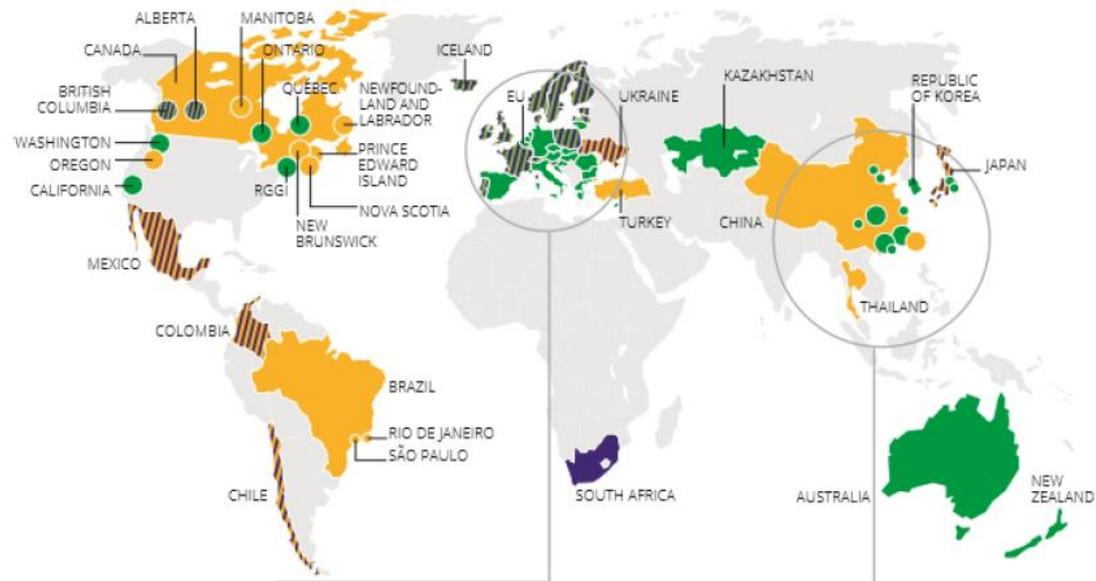 ALBERTA
MANITOBA
CANADA
ONTARIO
ICELAND
KAZAKHSTAN
REPUBLIC
OF KOREA
BRITISH
COLUMBIA
QUÉBEC
NEWFOUND-
LAND AND
LABRADOR
EU
UKRAINE
WASHINGTON
OREGON
PRINCE
EDWARD
ISLAND
JAPAN
CALIFORNIA
RGGI
NOVA SCOTIA
TURKEY
CHINA
NEW
BRUNSWICK
MEXICO
THAILAND
COLOMBIA
BRAZIL
RIO DE JANEIRO
SÃO PAULO
CHILE
SOUTH AFRICA
AUSTRALIA
NEW
ZEALAND